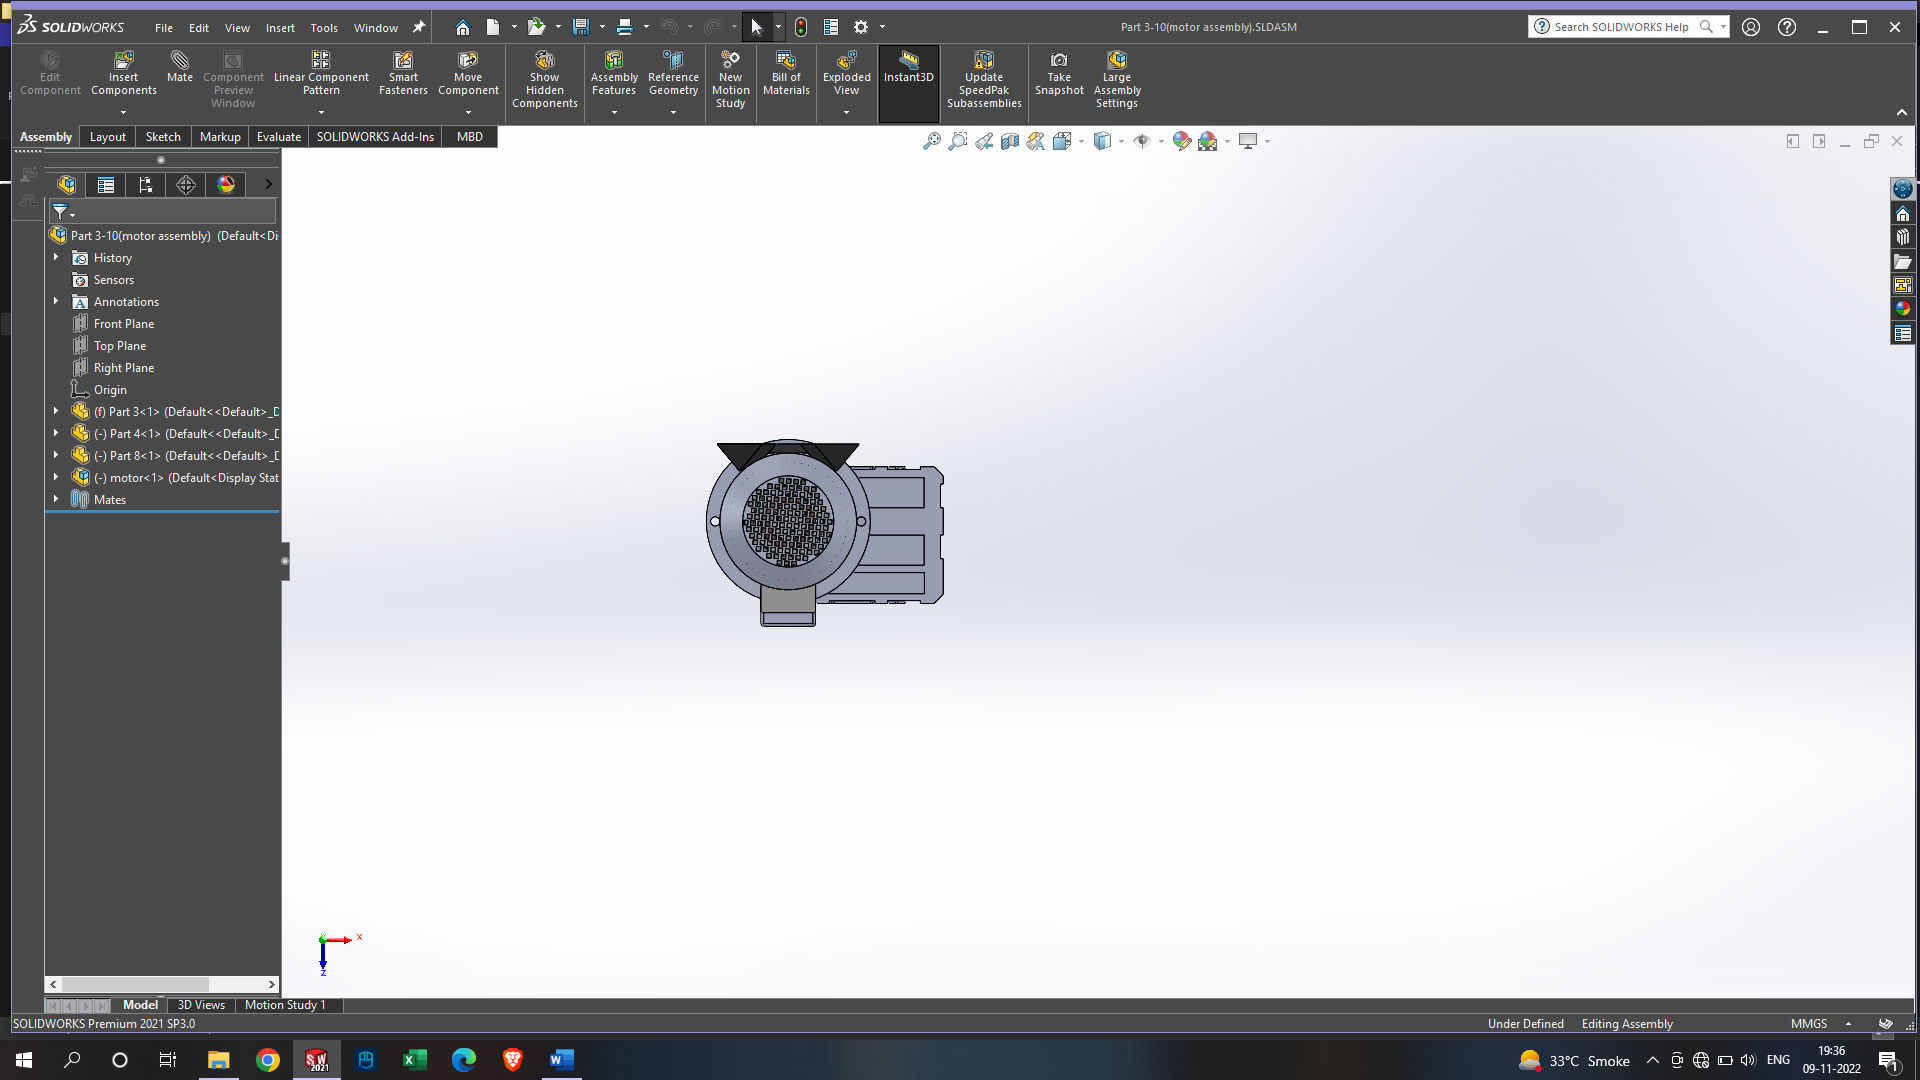 SOLIDWORKS File Edit View Insert Tools Window Part 3-10(motor assembly).SLDASM Search SOLIDWORKS Help
Edit Component
Insert Components
Mate
Component Preview Window
Linear Component Pattern
Smart Fasteners
Move Component
Show Hidden Components
Assembly Features
Reference Geometry
New Motion Study
Bill of Materials
Exploded View
Instant3D
Update SpeedPak Subassemblies
Take Snapshot
Large Assembly Settings
Assembly Layout Sketch Markup Evaluate SOLIDWORKS Add-Ins MBD
Part 3-10(motor assembly) (Default<Di
History
Sensors
Annotations
Front Plane
Top Plane
Right Plane
Origin
(f) Part 3<1> (Default<<Default>_D
(-) Part 4<1> (Default<<Default>_D
(-) Part 8<1> (Default<<Default>_D
(-) motor<1> (Default<Display Stat
Mates
X
Z
Model 3D Views Motion Study 1
SOLIDWORKS Premium 2021 SP3.0 Under Defined Editing Assembly MMGS
33°C Smoke ENG 19:36
09-11-2022 1